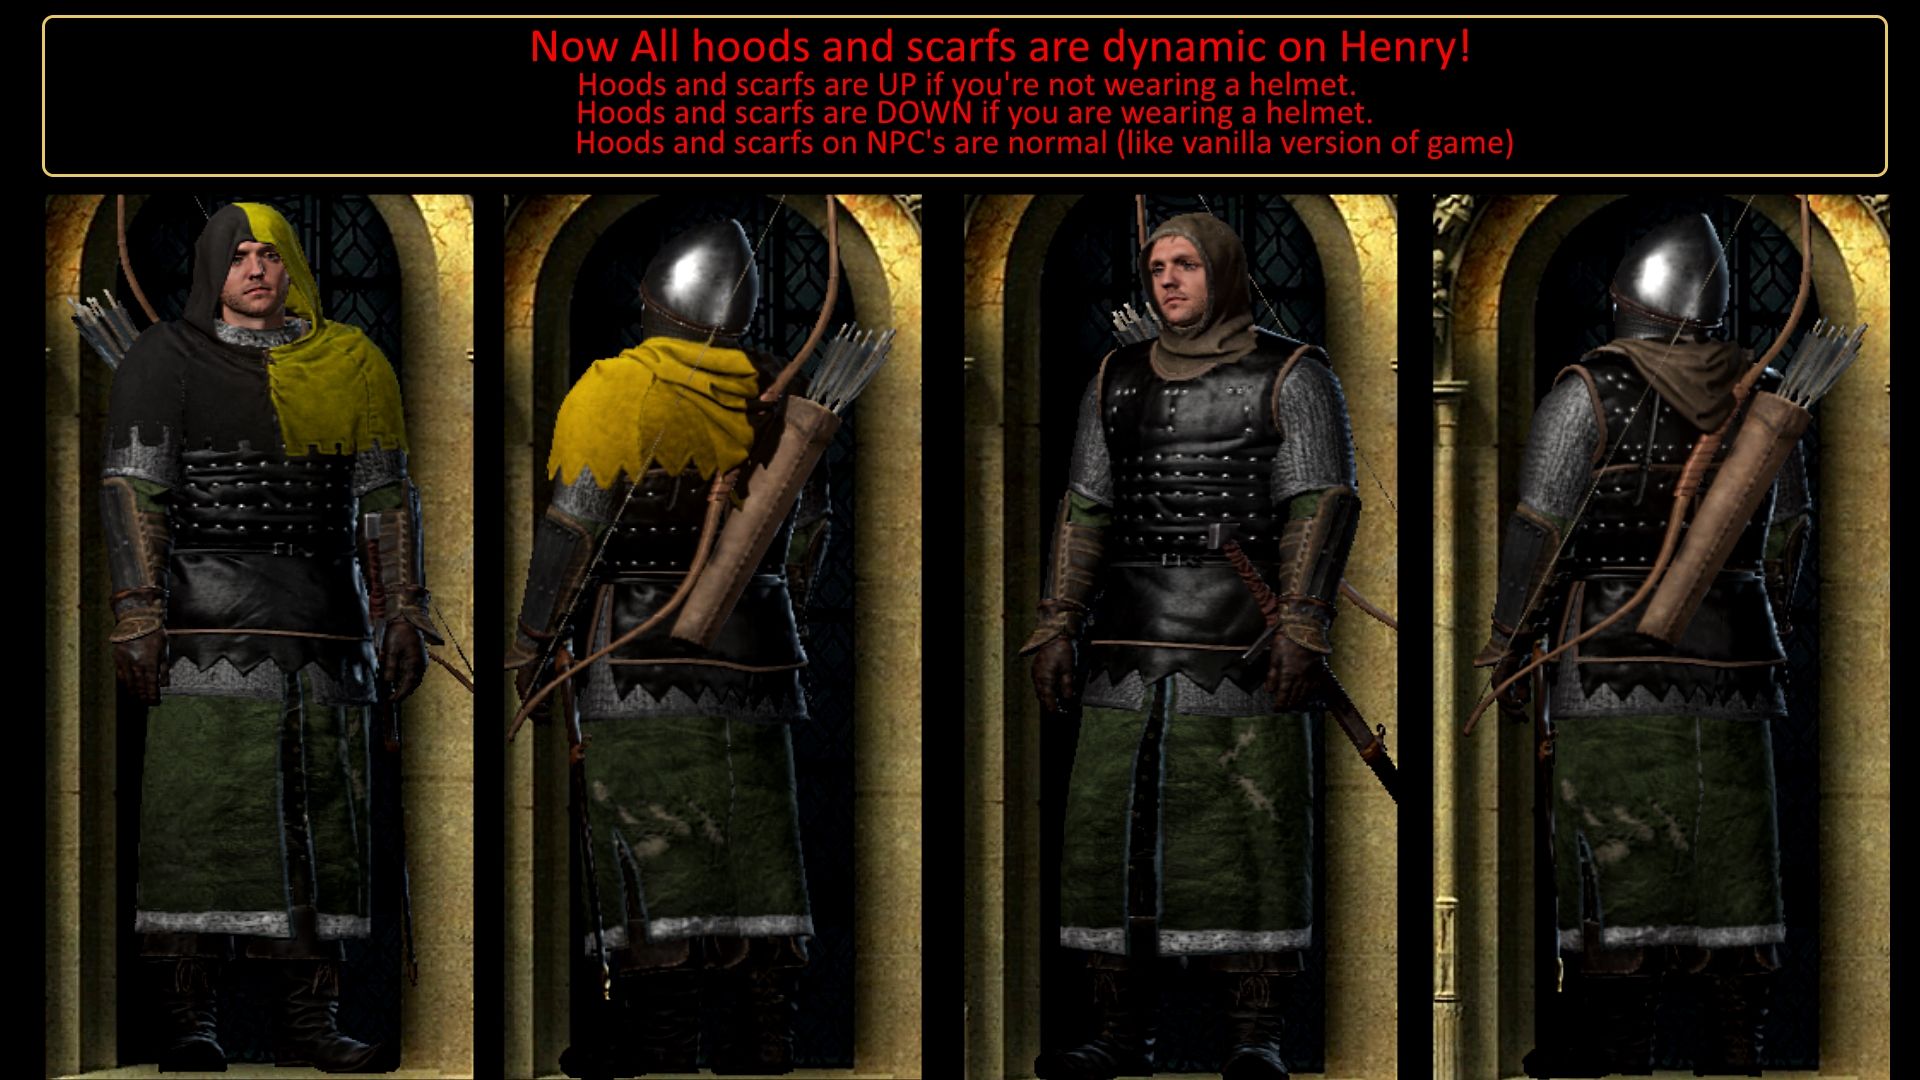 Now All hoods and scarfs are dynamic on Henry!
Hoods and scarfs are UP if you're not wearing a helmet.
Hoods and scarfs are DOWN if you are wearing a helmet.
Hoods and scarfs on NPC's are normal (like vanilla version of game)